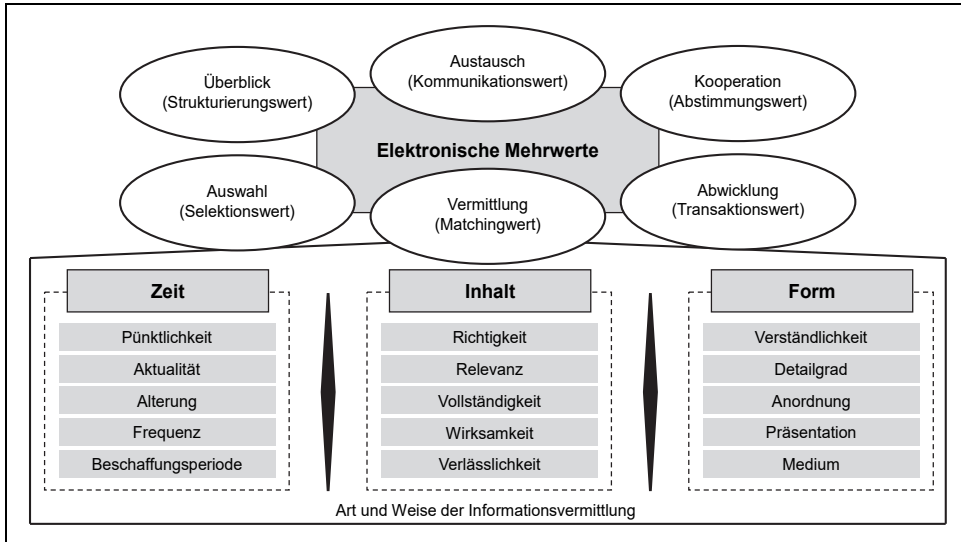 Überblick
(Strukturierungswert)
Austausch
(Kommunikationswert)
Kooperation
(Abstimmungswert)
Elektronische Mehrwerte
Auswahl
(Selektionswert)
Vermittlung
(Matchingwert)
Abwicklung
(Transaktionswert)
Zeit
Pünktlichkeit
Aktualität
Alterung
Frequenz
Beschaffungsperiode
Inhalt
Richtigkeit
Relevanz
Vollständigkeit
Wirksamkeit
Verlässlichkeit
Form
Verständlichkeit
Detailgrad
Anordnung
Präsentation
Medium
Art und Weise der Informationsvermittlung